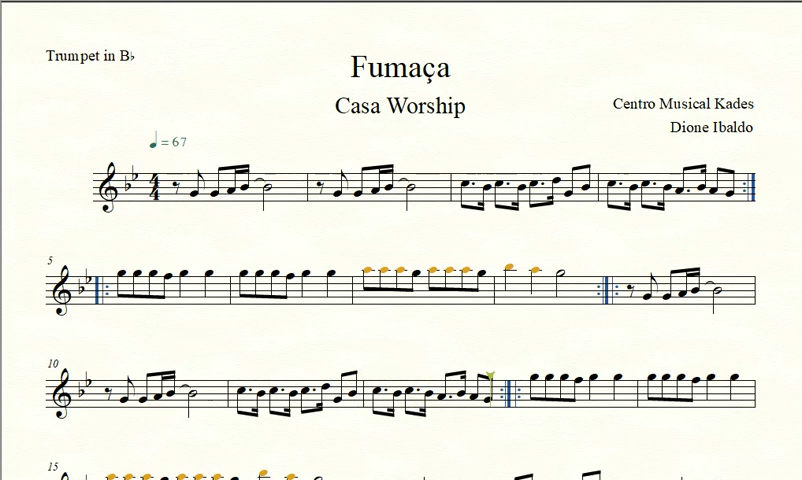 Trumpet in B♭
Fumaça
Casa Worship
Centro Musical Kades
Dione Ibaldo
= 67
5
10
15